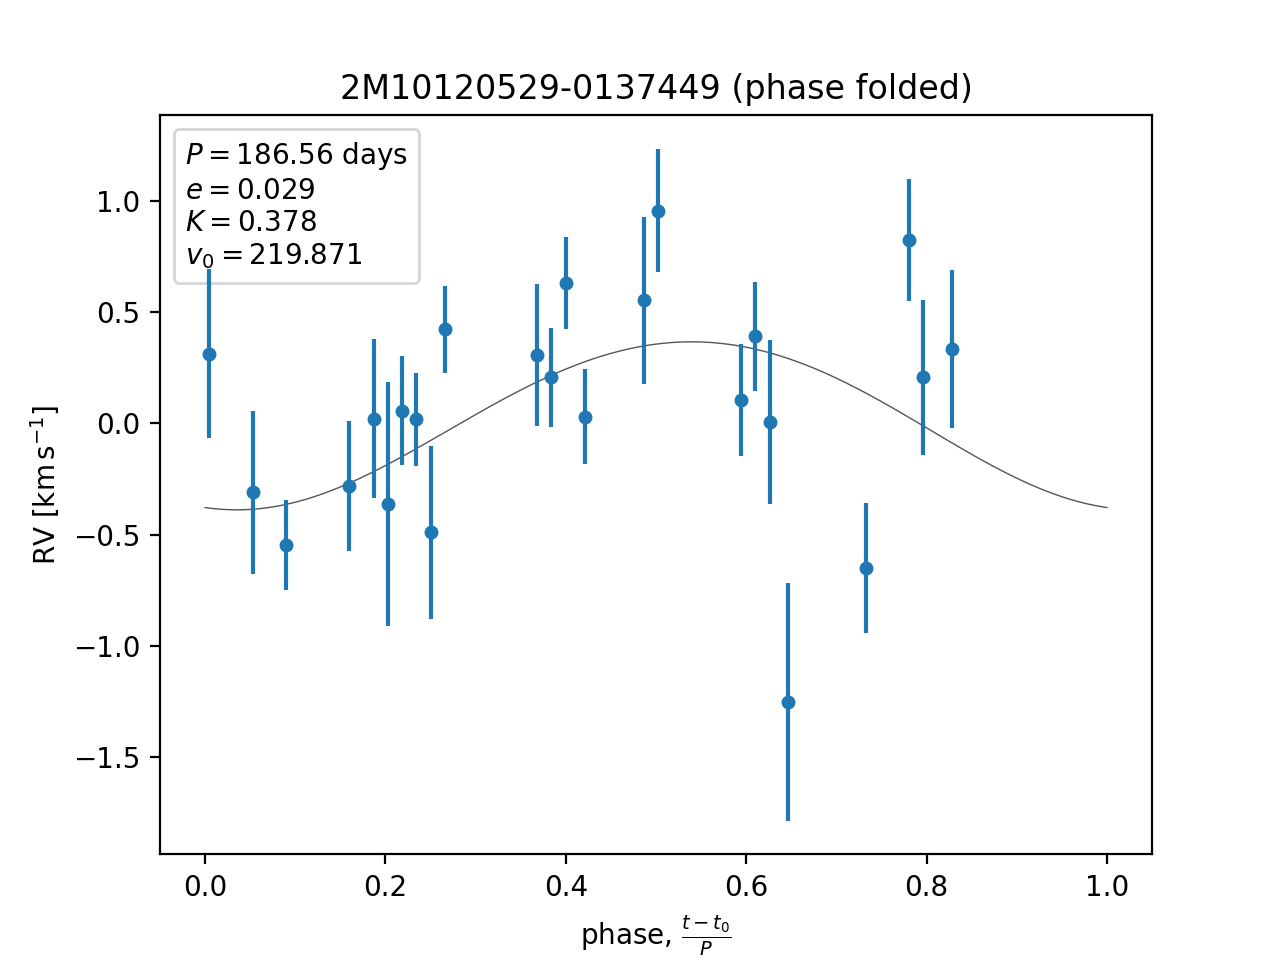 2M10120529-0137449 (phase folded)
P = 186.56 days
e = 0.029
K = 0.378
v₀ = 219.871
1.0
0.5
0.0
−0.5
−1.0
−1.5
RV [km s⁻¹]
0.0 0.2 0.4 0.6 0.8 1.0
phase, (t − t₀)/P